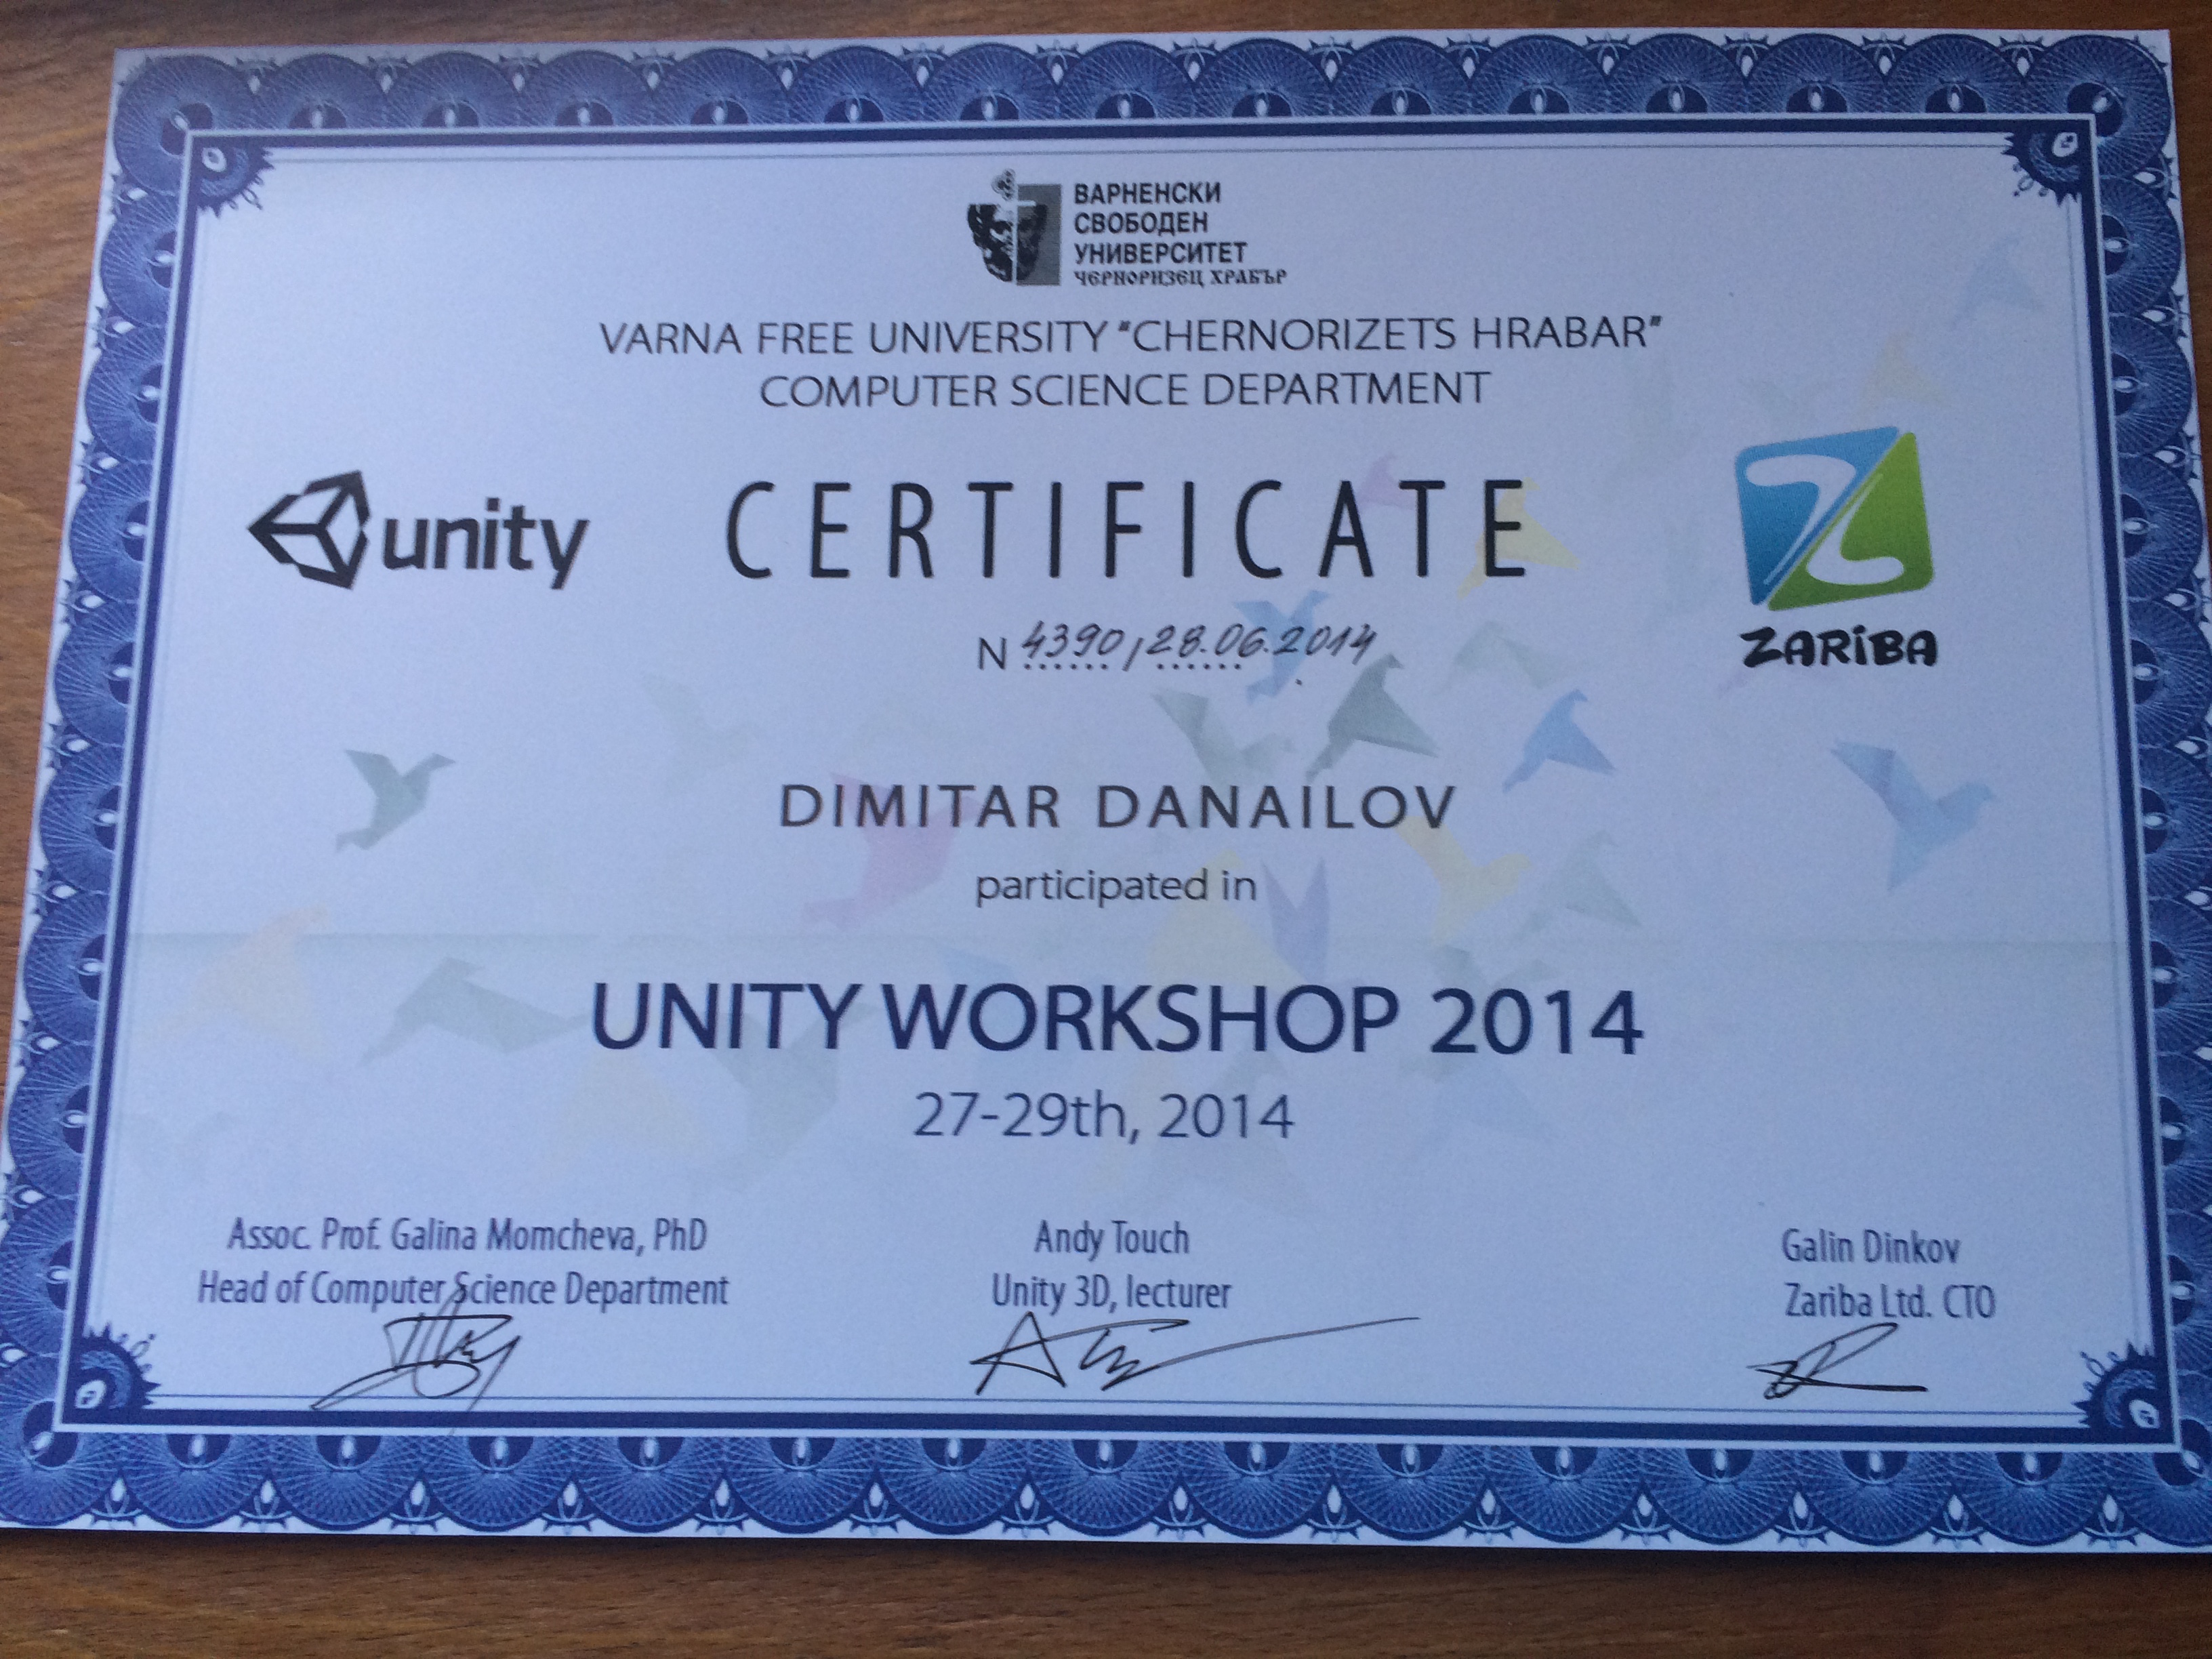 ВАРНЕНСКИ
СВОБОДЕН
УНИВЕРСИТЕТ
ЧЕРНОРИЗЕЦ ХРАБЪР
VARNA FREE UNIVERSITY "CHERNORIZETS HRABAR"
COMPUTER SCIENCE DEPARTMENT
unity
CERTIFICATE
ZARIBA
N 4390/28.06.2014
DIMITAR DANAILOV
participated in
UNITY WORKSHOP 2014
27-29th, 2014
Assoc. Prof. Galina Momcheva, PhD
Head of Computer Science Department
Andy Touch
Unity 3D, lecturer
Galin Dinkov
Zariba Ltd. CTO